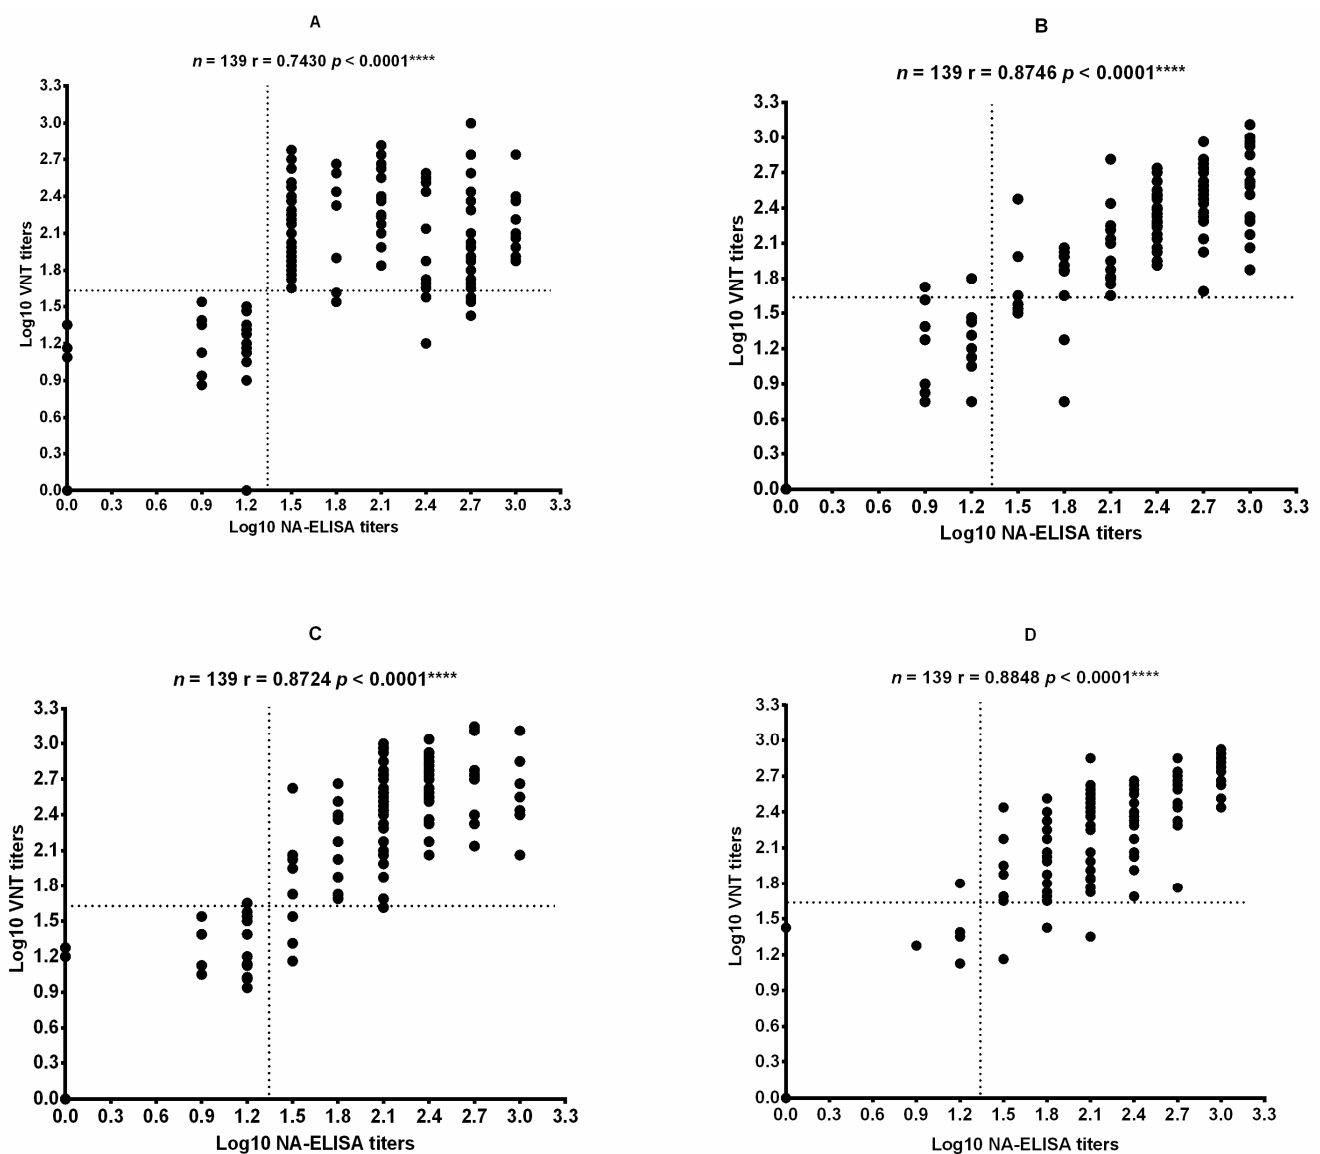 A
n = 139 r = 0.7430 p < 0.0001****
3.3
3.0
2.7
2.4
2.1
1.8
1.5
1.2
0.9
0.6
0.3
0.0
Log10 VNT titers
0.0 0.3 0.6 0.9 1.2 1.5 1.8 2.1 2.4 2.7 3.0 3.3
Log10 NA-ELISA titers
B
n = 139 r = 0.8746 p < 0.0001****
3.3
3.0
2.7
2.4
2.1
1.8
1.5
1.2
0.9
0.6
0.3
0.0
Log10 VNT titers
0.0 0.3 0.6 0.9 1.2 1.5 1.8 2.1 2.4 2.7 3.0 3.3
Log10 NA-ELISA titers
C
n = 139 r = 0.8724 p < 0.0001****
3.3
3.0
2.7
2.4
2.1
1.8
1.5
1.2
0.9
0.6
0.3
0.0
Log10 VNT titers
0.0 0.3 0.6 0.9 1.2 1.5 1.8 2.1 2.4 2.7 3.0 3.3
Log10 NA-ELISA titers
D
n = 139 r = 0.8848 p < 0.0001****
3.3
3.0
2.7
2.4
2.1
1.8
1.5
1.2
0.9
0.6
0.3
0.0
Log10 VNT titers
0.0 0.3 0.6 0.9 1.2 1.5 1.8 2.1 2.4 2.7 3.0 3.3
Log10 NA-ELISA titers